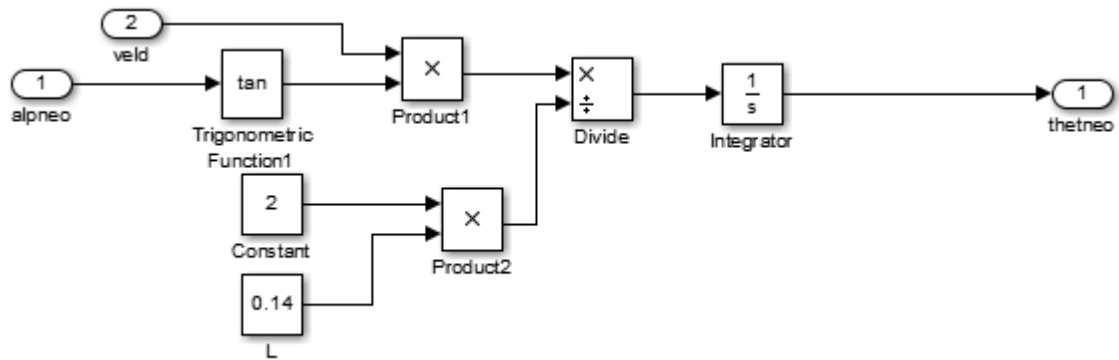 2
veld
1
alpneo
tan
Trigonometric
Function1
×
Product1
×
÷
Divide
1
s
Integrator
1
thetneo
2
Constant
×
Product2
0.14
L